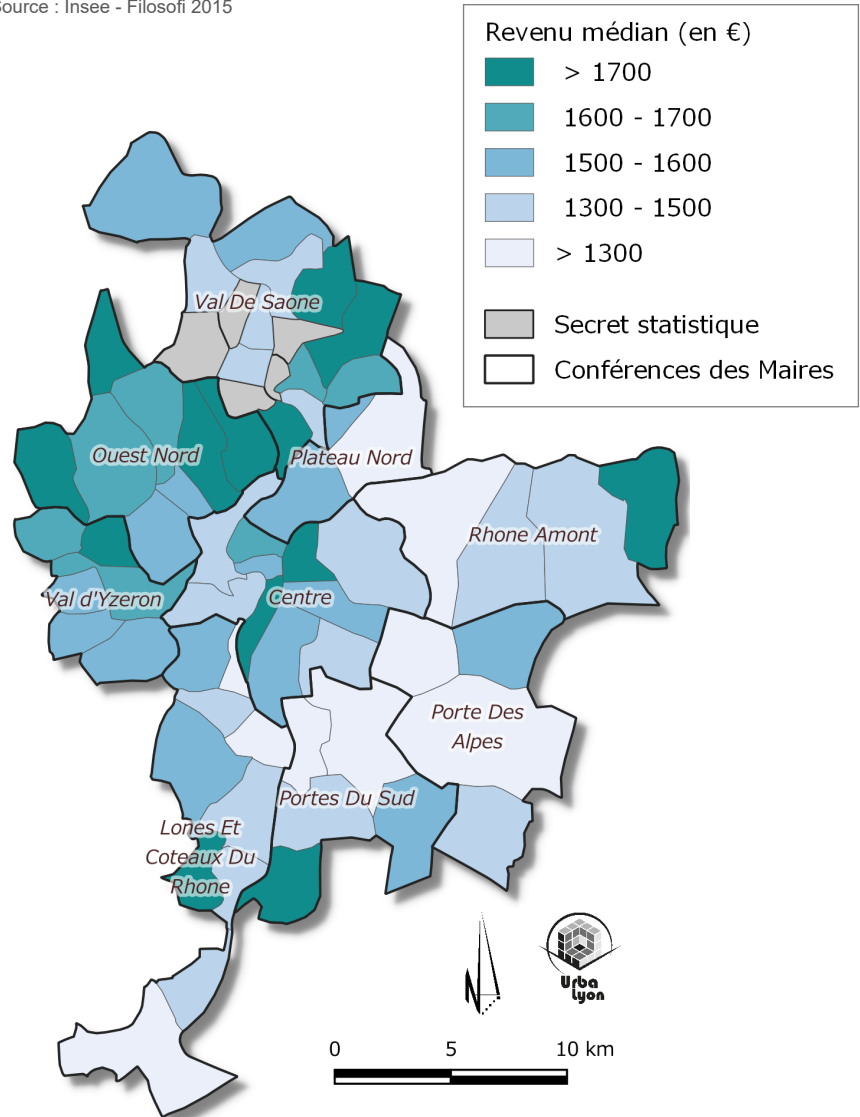 Source : Insee - Filosofi 2015
Revenu médian (en €)
> 1700
1600 - 1700
1500 - 1600
1300 - 1500
> 1300
Secret statistique
Conférences des Maires
Val De Saone
Ouest Nord
Plateau Nord
Rhone Amont
Val d'Yzeron
Centre
Porte Des
Alpes
Portes Du Sud
Lones Et
Coteaux Du
Rhone
N
Urba
Lyon
0 5 10 km